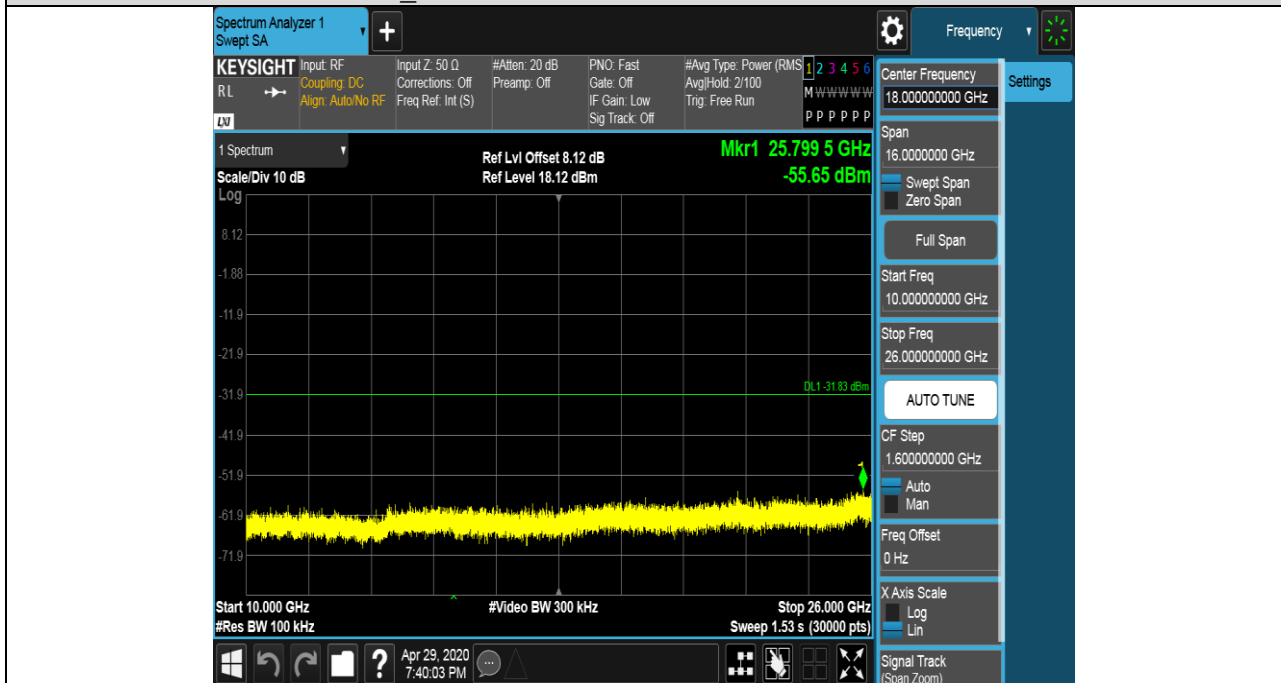 Spectrum Analyzer 1
Swept SA
+
Frequency
KEYSIGHT
RL
LXI
Input: RF
Coupling: DC
Align: Auto/No RF
Input Z: 50 Ω
Corrections: Off
Freq Ref: Int (S)
#Atten: 20 dB
Preamp: Off
PNO: Fast
Gate: Off
IF Gain: Low
Sig Track: Off
#Avg Type: Power (RMS
Avg|Hold: 2/100
Trig: Free Run
1 2 3 4 5 6
M W W W W W
P P P P P P
1 Spectrum
Scale/Div 10 dB
Ref Lvl Offset 8.12 dB
Ref Level 18.12 dBm
Mkr1 25.799 5 GHz
-55.65 dBm
Log
8.12
-1.88
-11.9
-21.9
-31.9
-41.9
-51.9
-61.9
-71.9
DL1 -31.83 dBm
1
Start 10.000 GHz
#Res BW 100 kHz
#Video BW 300 kHz
Stop 26.000 GHz
Sweep 1.53 s (30000 pts)
Apr 29, 2020
7:40:03 PM
?
Center Frequency
18.000000000 GHz
Span
16.0000000 GHz
Swept Span
Zero Span
Full Span
Start Freq
10.000000000 GHz
Stop Freq
26.000000000 GHz
AUTO TUNE
CF Step
1.600000000 GHz
Auto
Man
Freq Offset
0 Hz
X Axis Scale
Log
Lin
Signal Track
(Span Zoom)
Settings